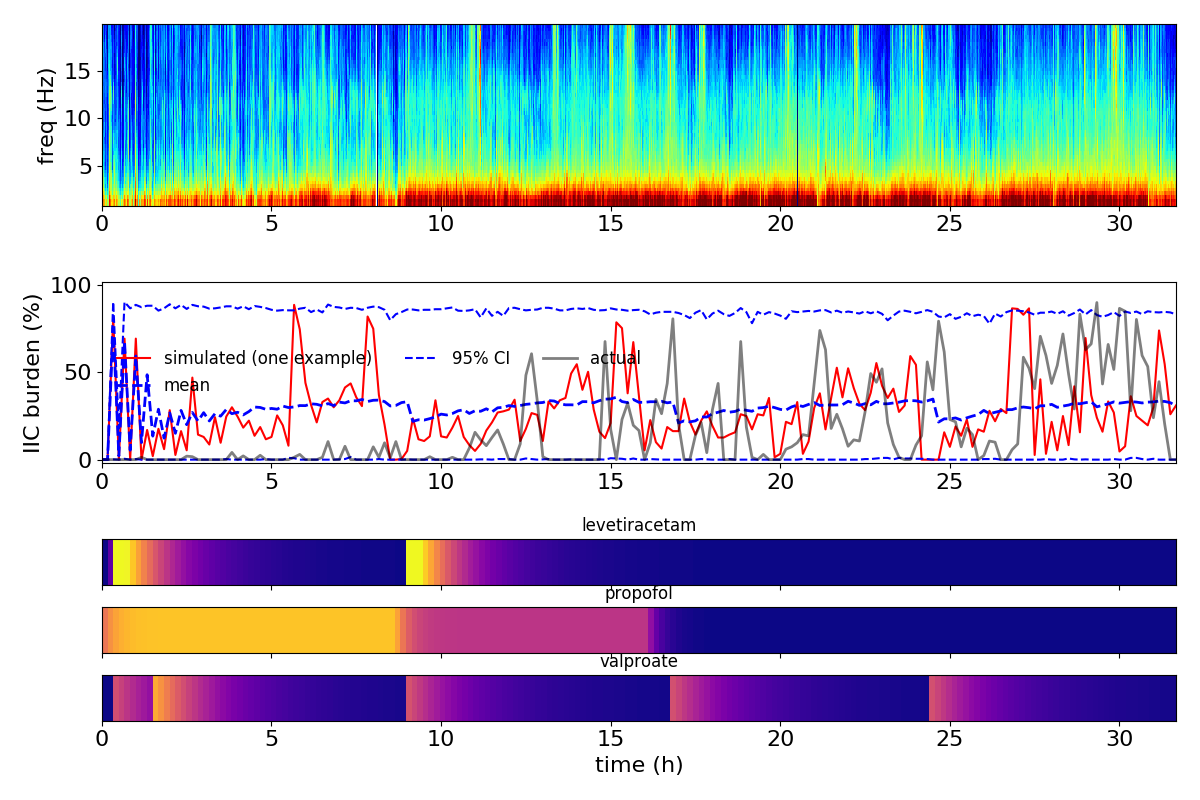 freq (Hz)
15
10
5
0 5 10 15 20 25 30
IIC burden (%)
100
50
0
simulated (one example) 95% CI actual
mean
0 5 10 15 20 25 30
levetiracetam
propofol
valproate
0 5 10 15 20 25 30
time (h)